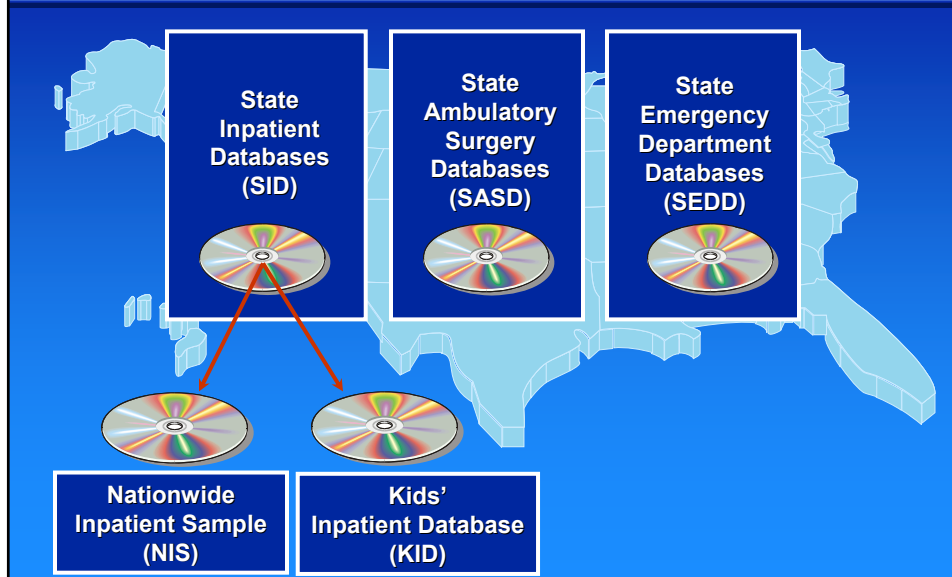 State
Inpatient
Databases
(SID)
State
Ambulatory
Surgery
Databases
(SASD)
State
Emergency
Department
Databases
(SEDD)
Nationwide
Inpatient Sample
(NIS)
Kids'
Inpatient Database
(KID)